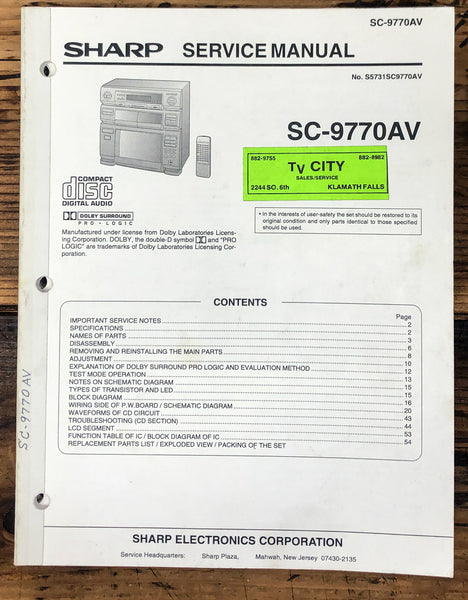 SC-9770AV
SHARP SERVICE MANUAL
No. S5731SC9770AV
SC-9770AV
882-9755 882-8982
TV CITY
SALES/SERVICE
2244 SO. 6th KLAMATH FALLS
COMPACT
disc
DIGITAL AUDIO
DOLBY SURROUND
PRO · LOGIC
• In the interests of user-safety the set should be restored to its
original condition and only parts identical to those specified
should be used.
Manufactured under license from Dolby Laboratories Licens-
ing Corporation. DOLBY, the double-D symbol and "PRO
LOGIC" are trademarks of Dolby Laboratories Licensing Cor-
poration.
CONTENTS
Page
IMPORTANT SERVICE NOTES 2
SPECIFICATIONS 2
NAMES OF PARTS 3
DISASSEMBLY 6
REMOVING AND REINSTALLING THE MAIN PARTS 8
ADJUSTMENT 10
EXPLANATION OF DOLBY SURROUND PRO LOGIC AND EVALUATION METHOD 12
TEST MODE OPERATION 13
NOTES ON SCHEMATIC DIAGRAM 15
TYPES OF TRANSISTOR AND LED 15
BLOCK DIAGRAM 16
WIRING SIDE OF P.W.BOARD / SCHEMATIC DIAGRAM 20
WAVEFORMS OF CD CIRCUIT 43
TROUBLESHOOTING (CD SECTION) 44
LCD SEGMENT 53
FUNCTION TABLE OF IC / BLOCK DIAGRAM OF IC 54
REPLACEMENT PARTS LIST / EXPLODED VIEW / PACKING OF THE SET
SC-9770 AV
SHARP ELECTRONICS CORPORATION
Service Headquarters: Sharp Plaza, Mahwah, New Jersey 07430-2135